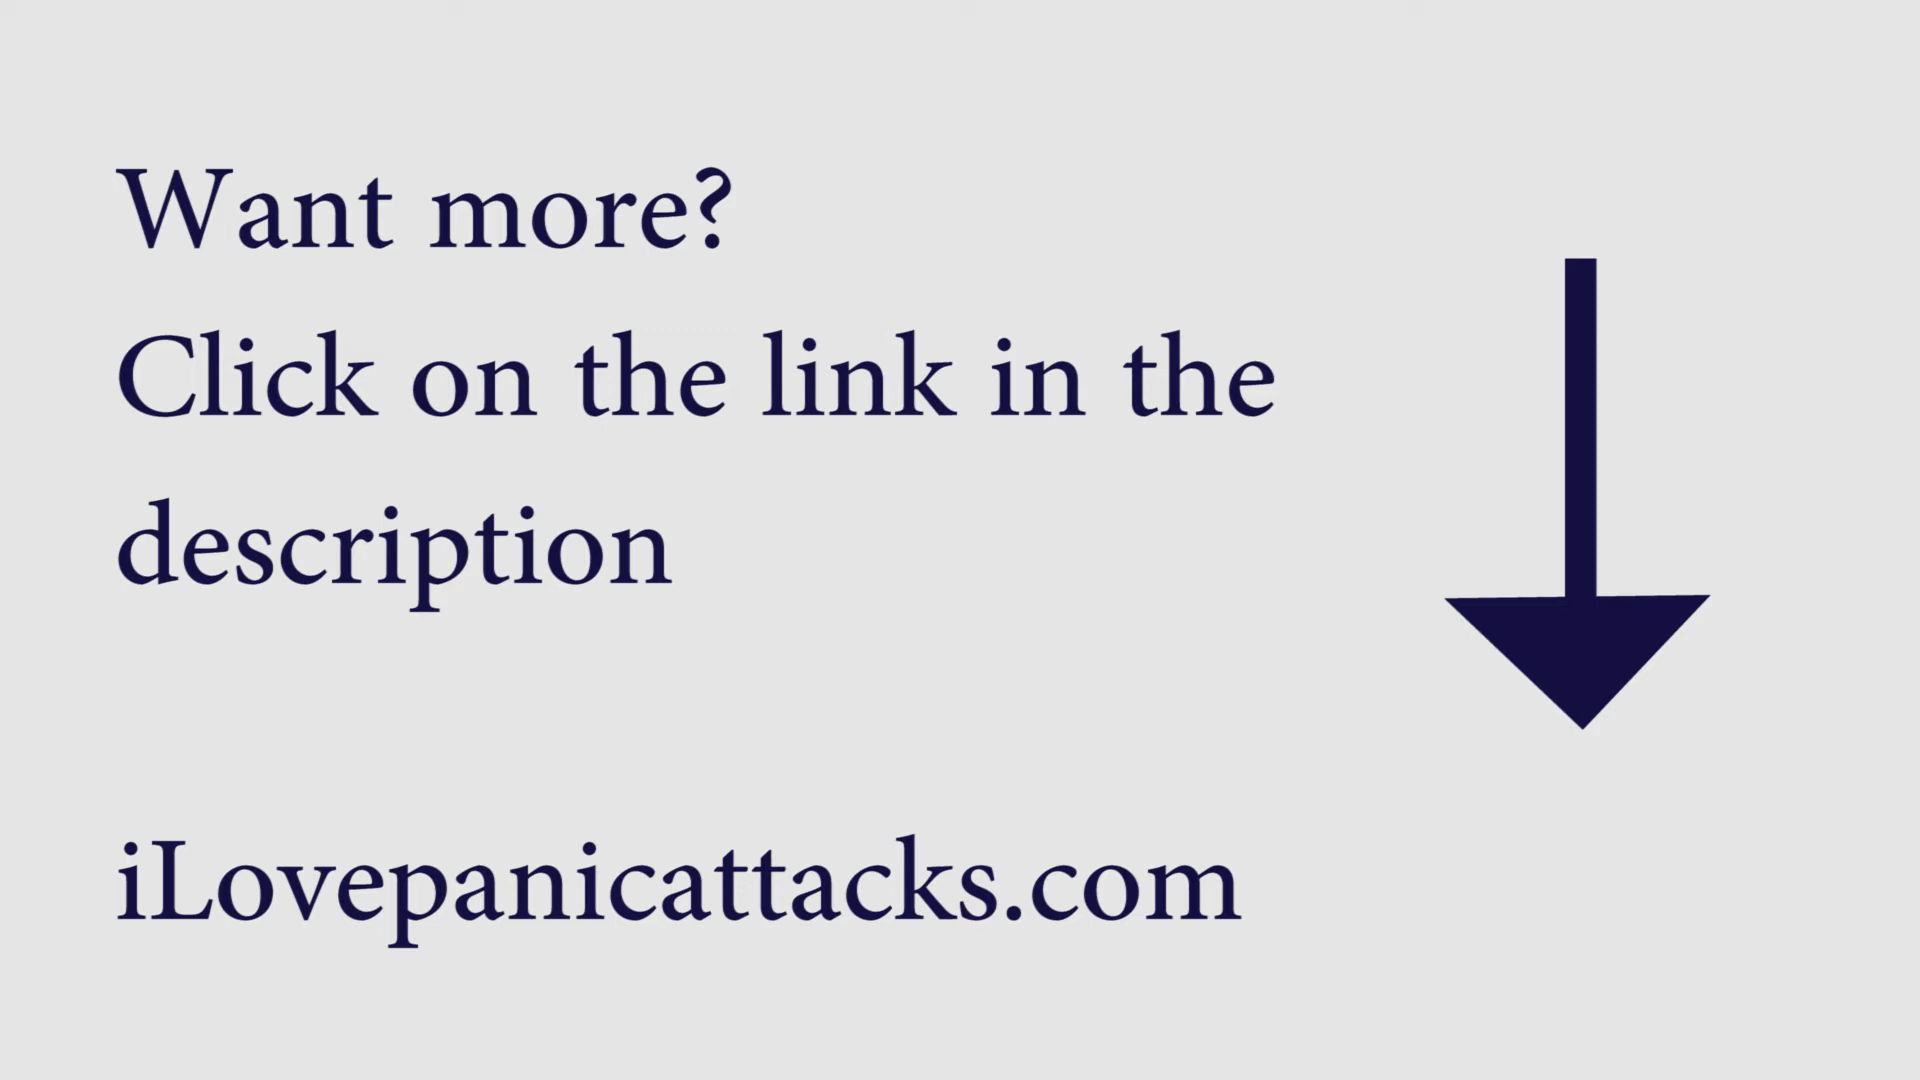 Want more?
Click on the link in the
description
iLovepanicattacks.com